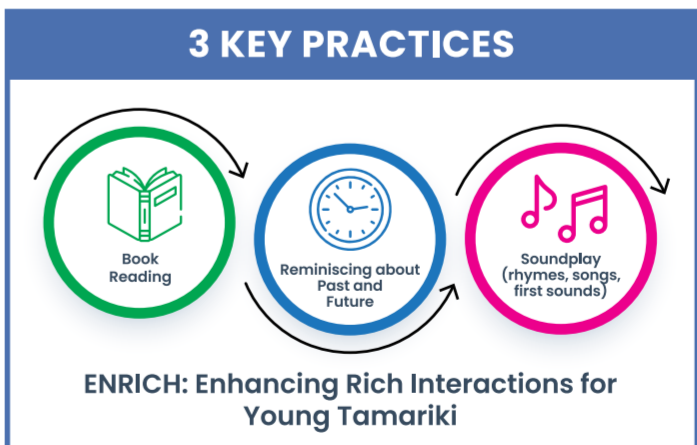 3 KEY PRACTICES
Book
Reading
Reminiscing about
Past and
Future
Soundplay
(rhymes, songs,
first sounds)
ENRICH: Enhancing Rich Interactions for
Young Tamariki